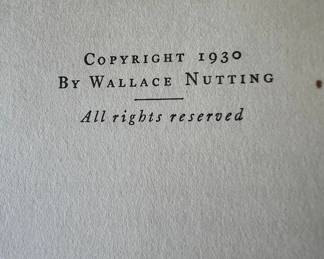 Copyright 1930
By Wallace Nutting
All rights reserved